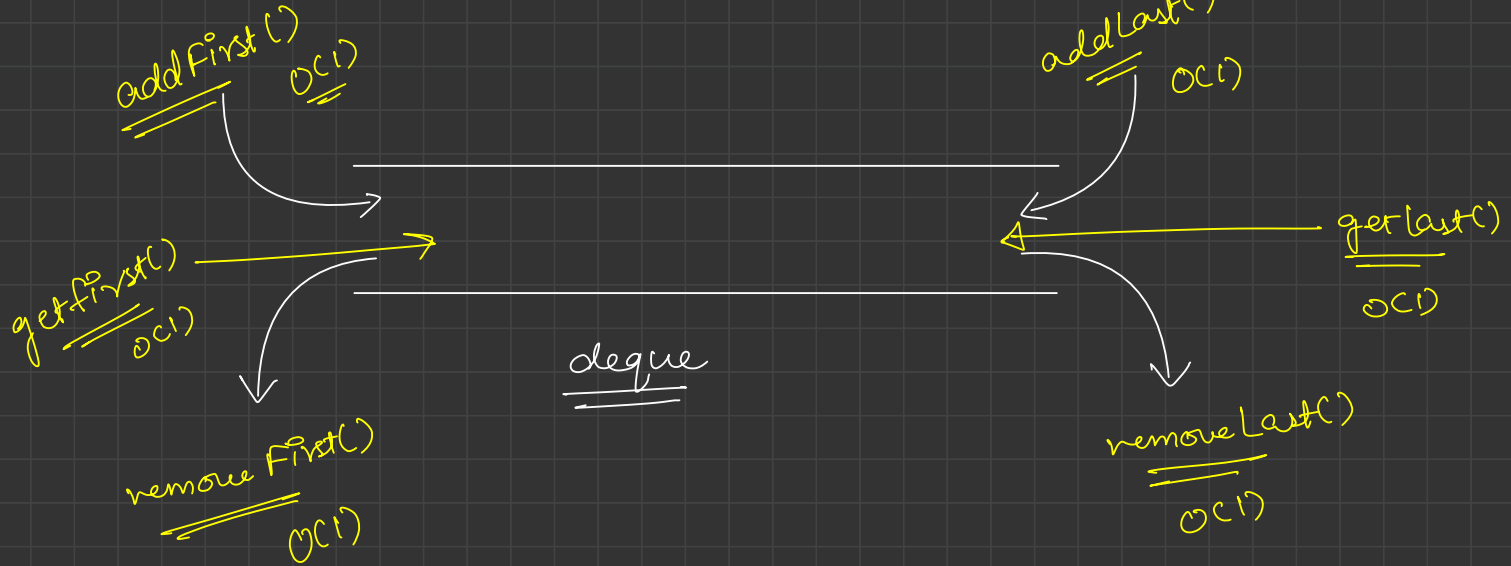 addFirst()
O(1)
addLast()
O(1)
getfirst()
O(1)
getlast()
O(1)
deque
removeFirst()
O(1)
removeLast()
O(1)